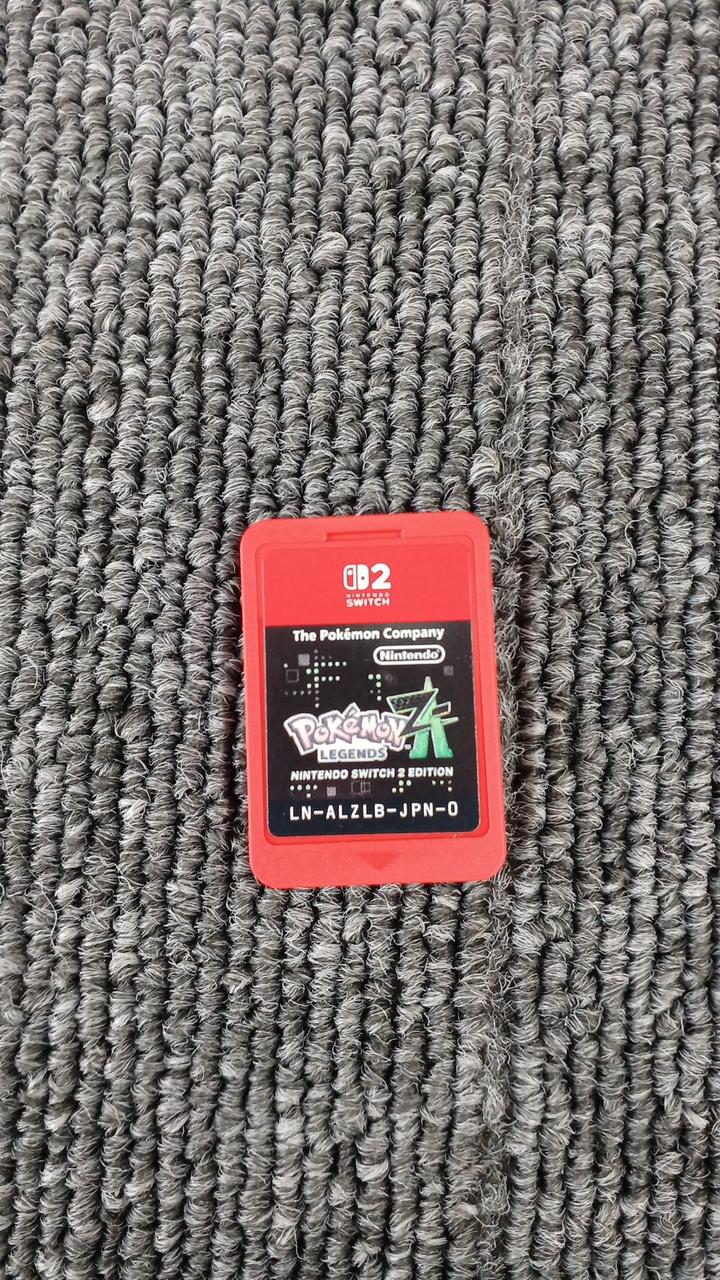 2
NINTENDO
SWITCH
The Pokémon Company
Nintendo
POKÉMON ZA
LEGENDS
NINTENDO SWITCH 2 EDITION
LN-ALZLB-JPN-0